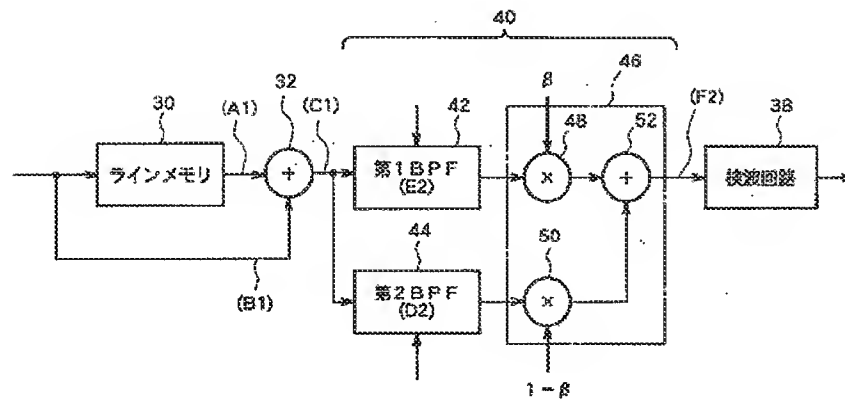 40
46
30
(A1)
32
(C1)
42
β
48
52
(F2)
38
ラインメモリ
+
第1BPF
(E2)
×
+
検波回路
(B1)
44
第2BPF
(D2)
50
×
1−β